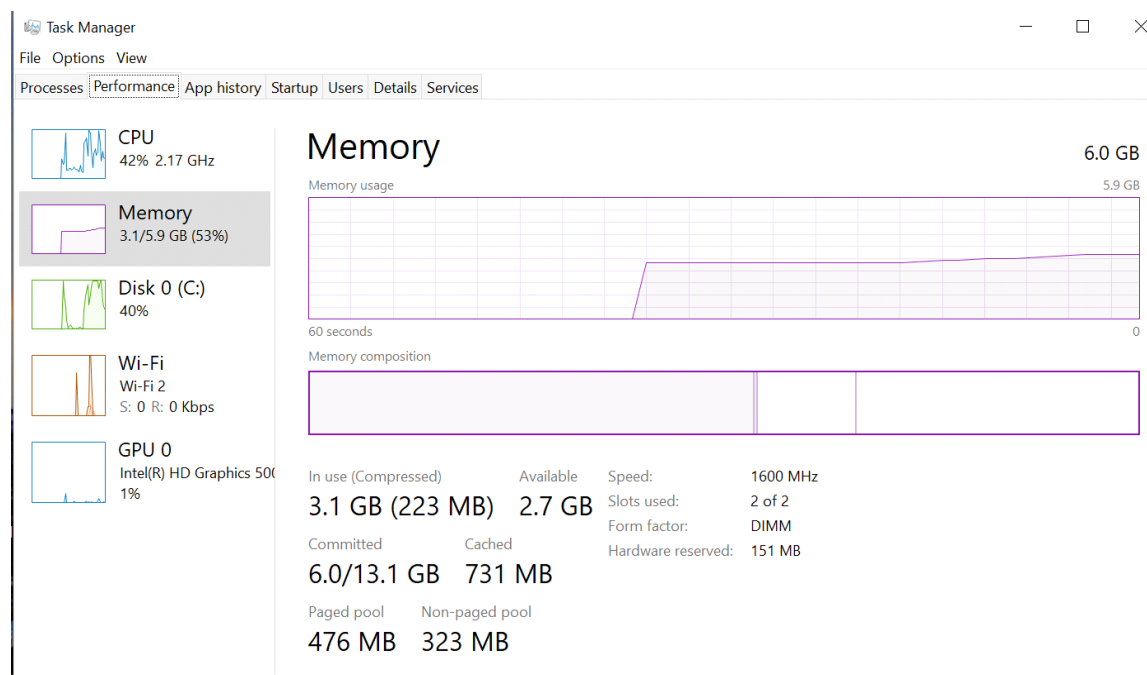 Task Manager
File Options View
Processes Performance App history Startup Users Details Services
CPU
42% 2.17 GHz
Memory
3.1/5.9 GB (53%)
Disk 0 (C:)
40%
Wi-Fi
Wi-Fi 2
S: 0 R: 0 Kbps
GPU 0
Intel(R) HD Graphics 500
1%
Memory 6.0 GB
Memory usage 5.9 GB
60 seconds 0
Memory composition
In use (Compressed) Available
3.1 GB (223 MB) 2.7 GB
Committed Cached
6.0/13.1 GB 731 MB
Paged pool Non-paged pool
476 MB 323 MB
Speed: 1600 MHz
Slots used: 2 of 2
Form factor: DIMM
Hardware reserved: 151 MB